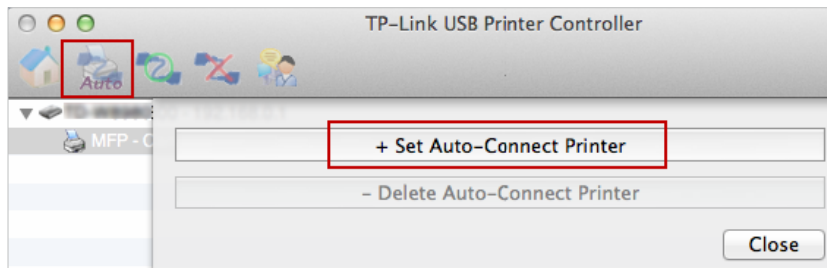 TP-Link USB Printer Controller
Auto
MFP - C
+ Set Auto-Connect Printer
- Delete Auto-Connect Printer
Close